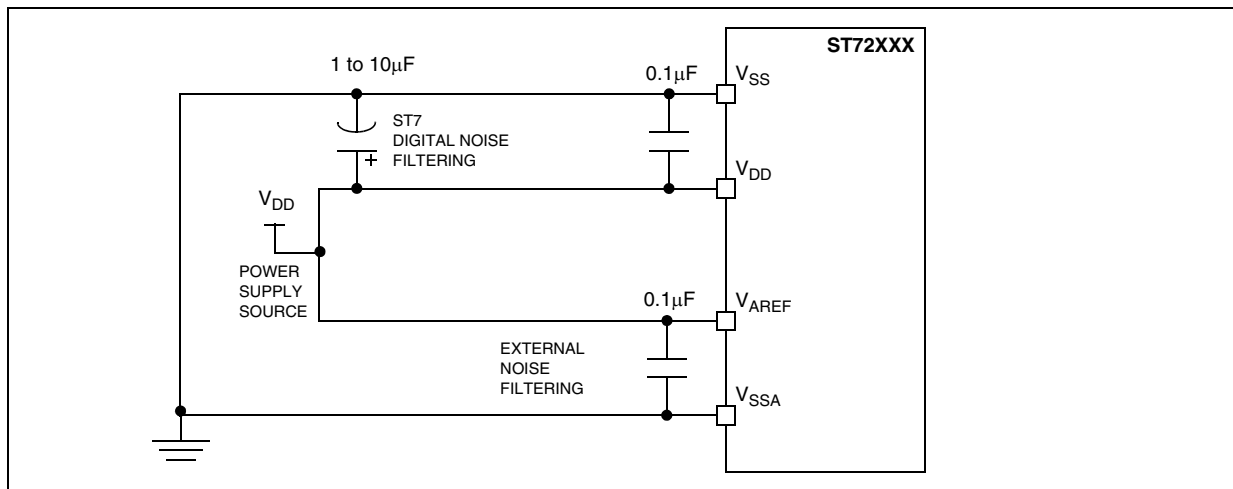 ST72XXX
1 to 10μF
0.1μF
VSS
ST7
DIGITAL NOISE
FILTERING
+
VDD
VDD
POWER
SUPPLY
SOURCE
0.1μF
VAREF
EXTERNAL
NOISE
FILTERING
VSSA